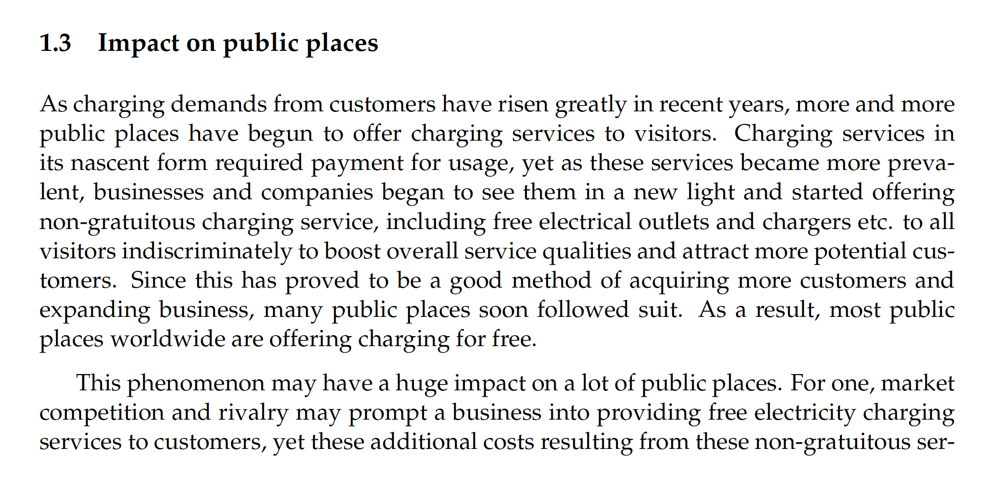 1.3 Impact on public places
As charging demands from customers have risen greatly in recent years, more and more
public places have begun to offer charging services to visitors. Charging services in
its nascent form required payment for usage, yet as these services became more preva-
lent, businesses and companies began to see them in a new light and started offering
non-gratuitous charging service, including free electrical outlets and chargers etc. to all
visitors indiscriminately to boost overall service qualities and attract more potential cus-
tomers. Since this has proved to be a good method of acquiring more customers and
expanding business, many public places soon followed suit. As a result, most public
places worldwide are offering charging for free.
This phenomenon may have a huge impact on a lot of public places. For one, market
competition and rivalry may prompt a business into providing free electricity charging
services to customers, yet these additional costs resulting from these non-gratuitous ser-